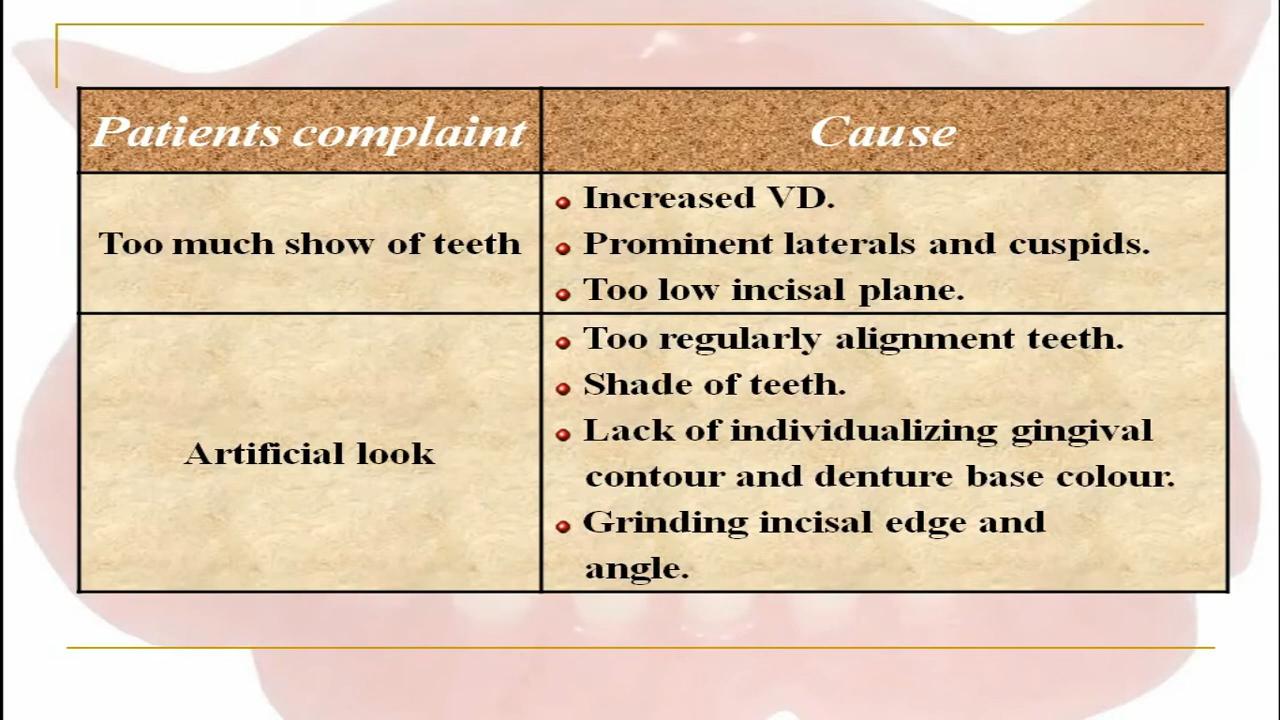 Patients complaint
Cause
Too much show of teeth
Increased VD.
Prominent laterals and cuspids.
Too low incisal plane.
Artificial look
Too regularly alignment teeth.
Shade of teeth.
Lack of individualizing gingival
contour and denture base colour.
Grinding incisal edge and
angle.